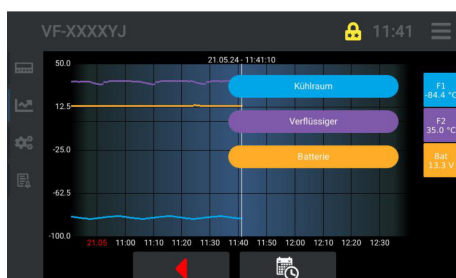 VF-XXXXYJ
11:41
21.05.24 - 11:41:10
50.0
12.5
-25.0
-62.5
-100.0
Kühlraum
Verflüssiger
Batterie
F1
-84.4 °C
F2
35.0 °C
Bat
13.3 V
21.05 11:00 11:10 11:20 11:30 11:40 11:50 12:00 12:10 12:20 12:30